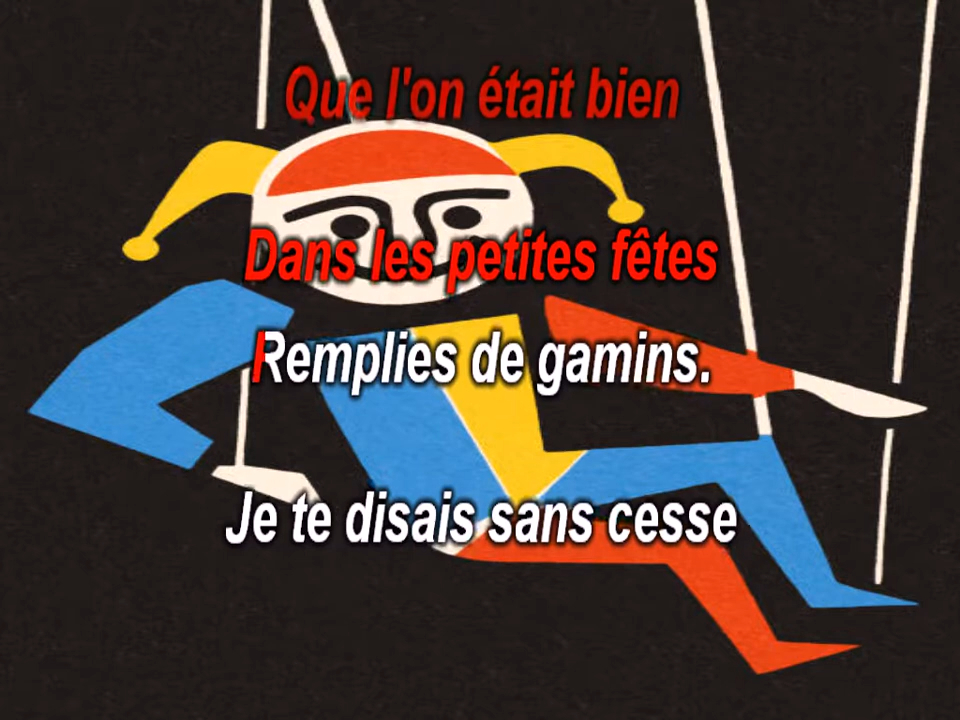 Que l'on était bien
Dans les petites fêtes
Remplies de gamins.
Je te disais sans cesse